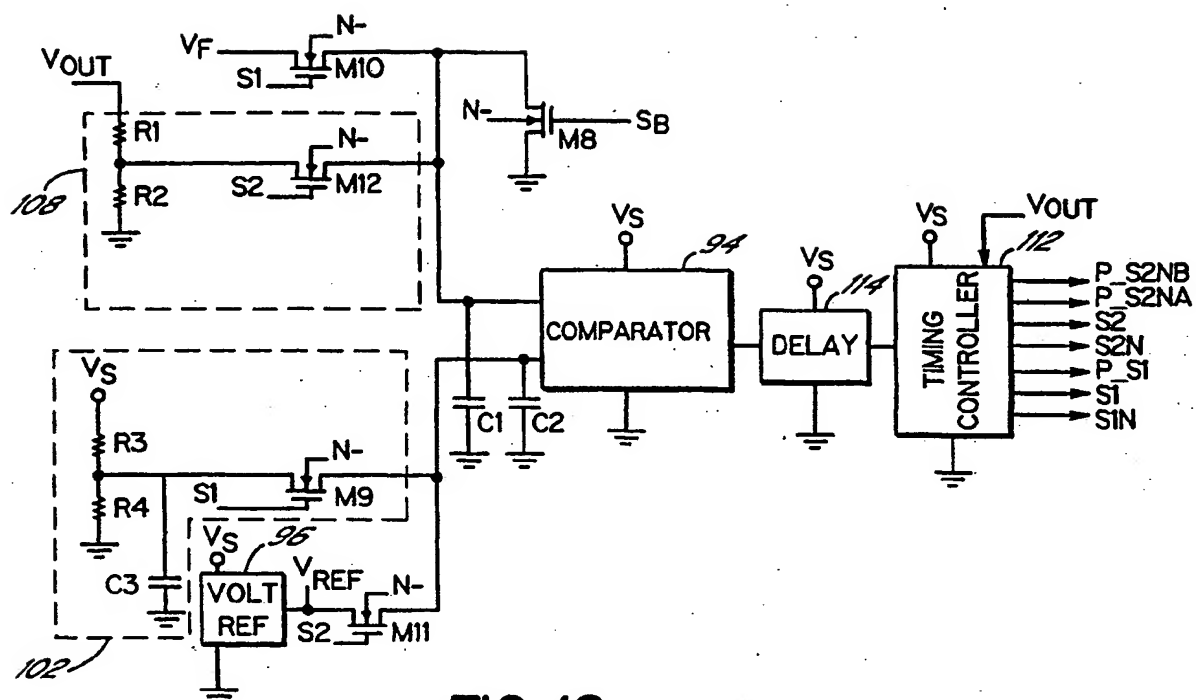 VF
N-
S1
M10
VOUT
R1
N-
N-
SB
M8
S2
M12
R2
108
VS
94
VS
VOUT
112
VS
114
COMPARATOR
DELAY
TIMING CONTROLLER
P_S2NB
P_S2NA
S2
S2N
P_S1
S1
S1N
VS
C1
C2
R3
N-
S1
M9
R4
VS
96
C3
VOLT REF
VREF
N-
S2
M11
102